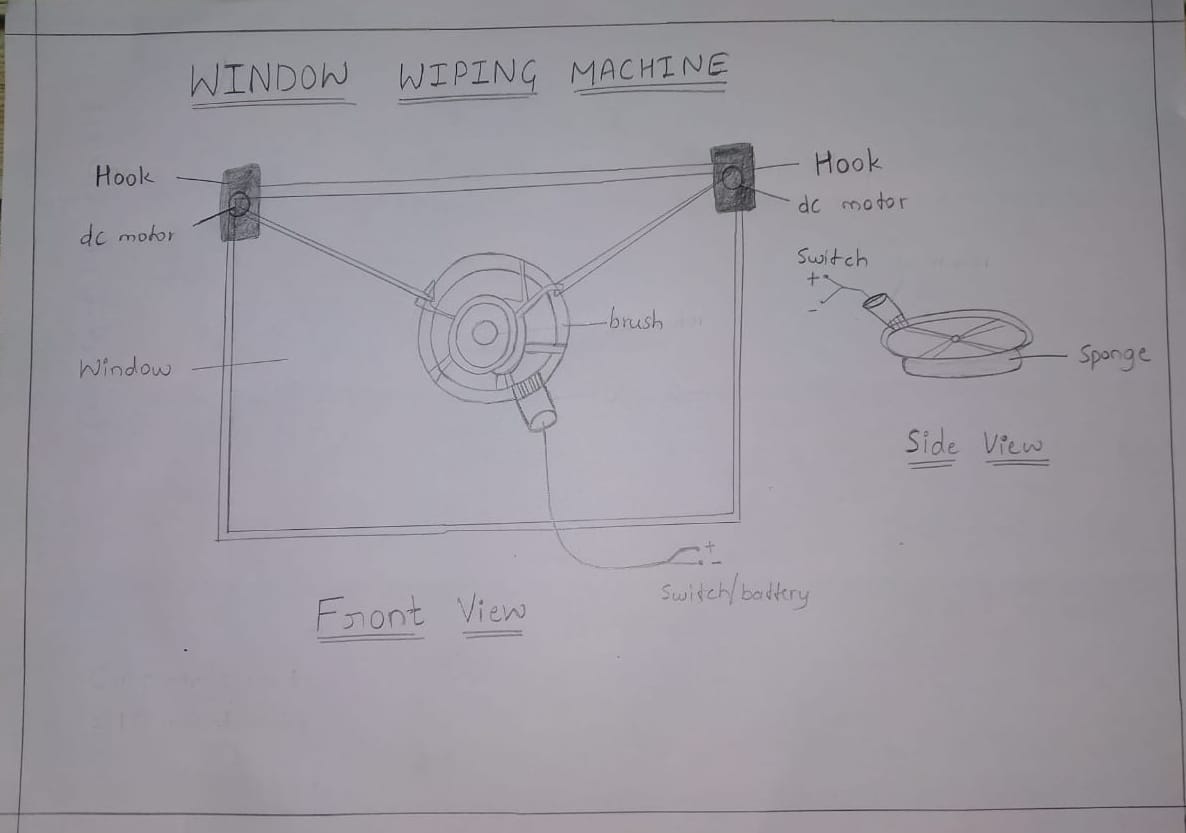 WINDOW WIPING MACHINE
Hook
Hook
dc motor
dc motor
Switch
+
-
brush
Window
Sponge
Side View
+
-
Switch/battery
Front View